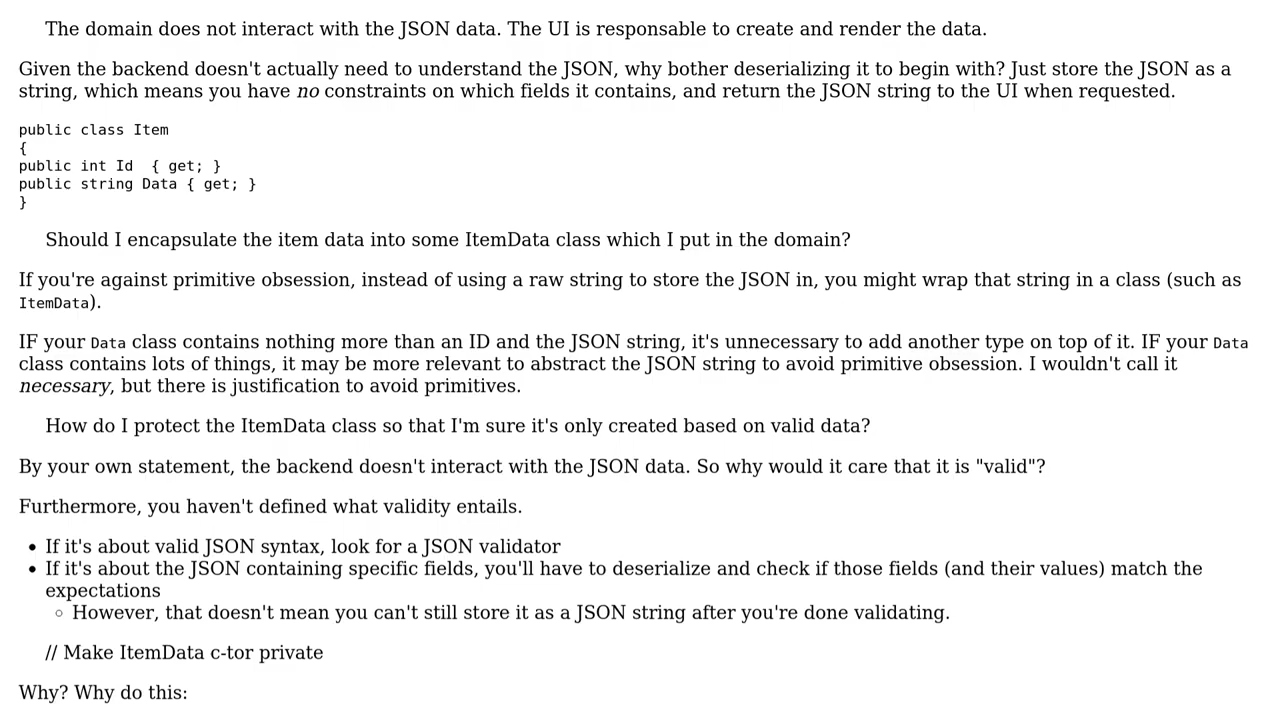 The domain does not interact with the JSON data. The UI is responsable to create and render the data.
Given the backend doesn't actually need to understand the JSON, why bother deserializing it to begin with? Just store the JSON as a
string, which means you have no constraints on which fields it contains, and return the JSON string to the UI when requested.
public class Item
{
public int Id  { get; }
public string Data { get; }
}
Should I encapsulate the item data into some ItemData class which I put in the domain?
If you're against primitive obsession, instead of using a raw string to store the JSON in, you might wrap that string in a class (such as
ItemData).
IF your Data class contains nothing more than an ID and the JSON string, it's unnecessary to add another type on top of it. IF your Data
class contains lots of things, it may be more relevant to abstract the JSON string to avoid primitive obsession. I wouldn't call it
necessary, but there is justification to avoid primitives.
How do I protect the ItemData class so that I'm sure it's only created based on valid data?
By your own statement, the backend doesn't interact with the JSON data. So why would it care that it is "valid"?
Furthermore, you haven't defined what validity entails.
• If it's about valid JSON syntax, look for a JSON validator
• If it's about the JSON containing specific fields, you'll have to deserialize and check if those fields (and their values) match the
expectations
◦ However, that doesn't mean you can't still store it as a JSON string after you're done validating.
// Make ItemData c-tor private
Why? Why do this: